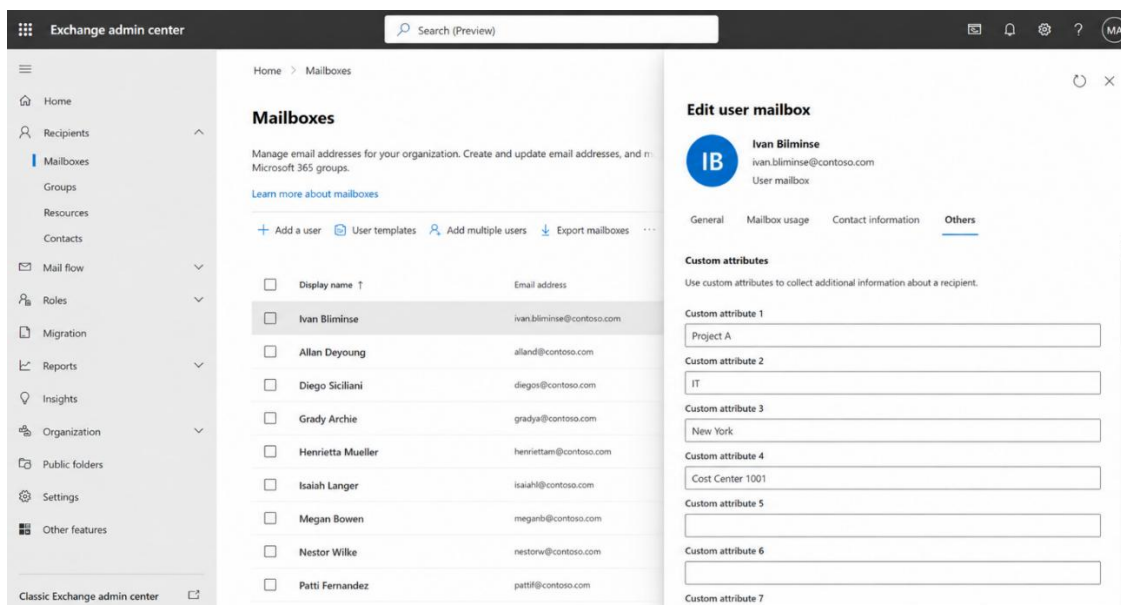 Exchange admin center
Search (Preview)
MA
Home
Recipients
Mailboxes
Groups
Resources
Contacts
Mail flow
Roles
Migration
Reports
Insights
Organization
Public folders
Settings
Other features
Classic Exchange admin center
Home > Mailboxes
Mailboxes
Manage email addresses for your organization. Create and update email addresses, and m
Microsoft 365 groups.
Learn more about mailboxes
Add a user User templates Add multiple users Export mailboxes ...
Display name ↑ Email address
Ivan Bliminse ivan.bliminse@contoso.com
Allan Deyoung alland@contoso.com
Diego Siciliani diegos@contoso.com
Grady Archie gradya@contoso.com
Henrietta Mueller henriettam@contoso.com
Isaiah Langer isaiahl@contoso.com
Megan Bowen meganb@contoso.com
Nestor Wilke nestorw@contoso.com
Patti Fernandez pattif@contoso.com
Edit user mailbox
IB
Ivan Bilminse
ivan.bliminse@contoso.com
User mailbox
General Mailbox usage Contact information Others
Custom attributes
Use custom attributes to collect additional information about a recipient.
Custom attribute 1
Project A
Custom attribute 2
IT
Custom attribute 3
New York
Custom attribute 4
Cost Center 1001
Custom attribute 5
Custom attribute 6
Custom attribute 7